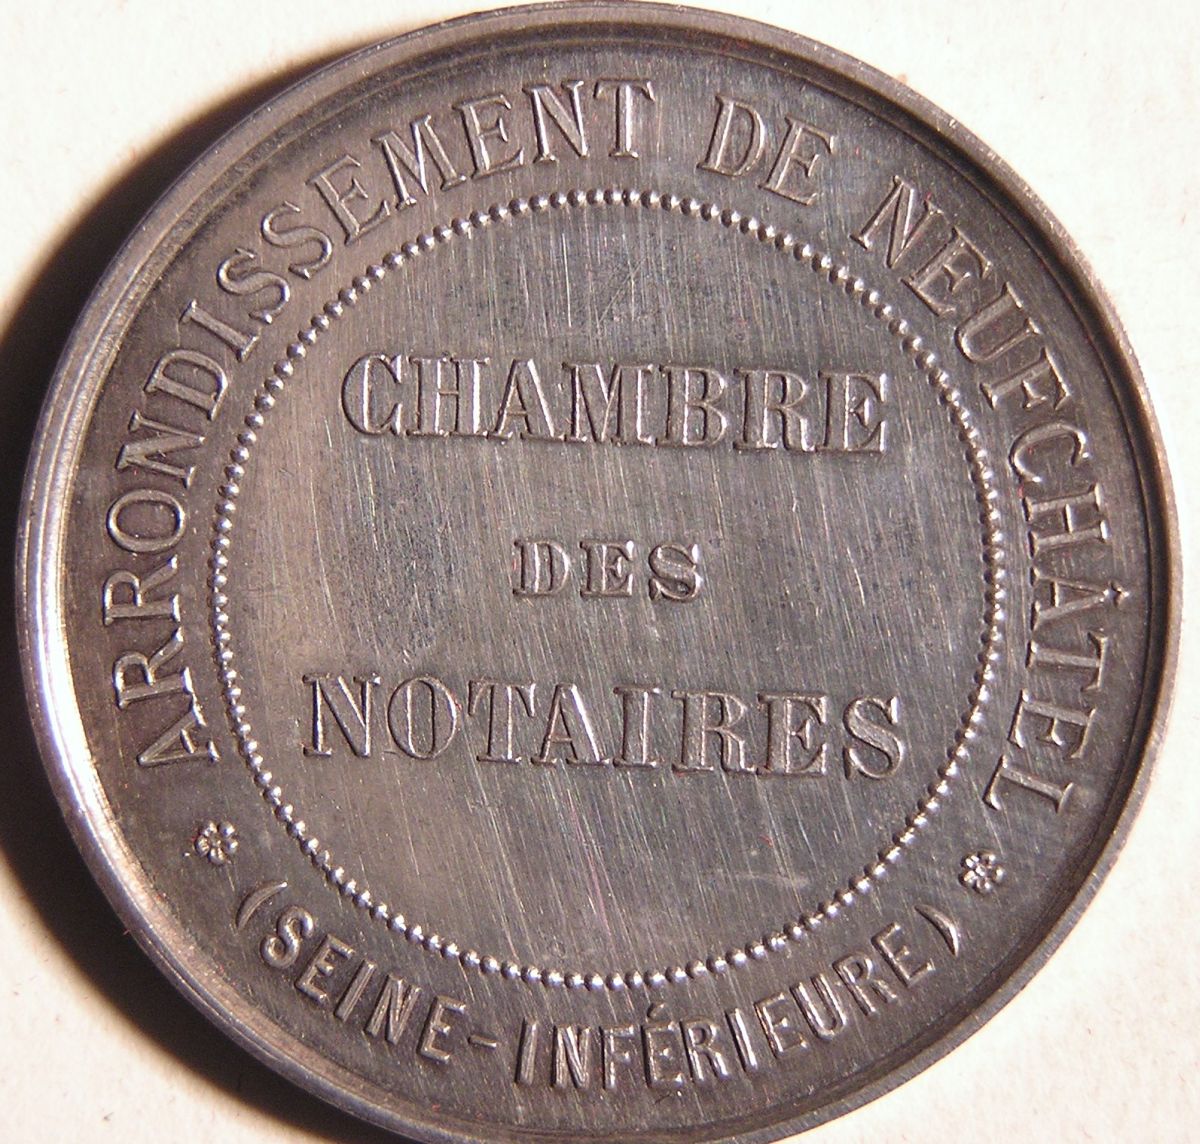 ARRONDISSEMENT DE NEUFCHÂTEL
CHAMBRE
DES
NOTAIRES
(SEINE-INFÉRIEURE)